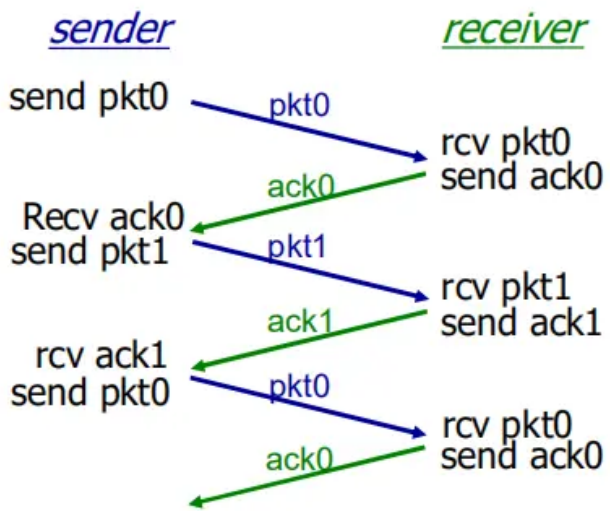 sender receiver
send pkt0
pkt0
rcv pkt0
send ack0
ack0
Recv ack0
send pkt1
pkt1
rcv pkt1
send ack1
ack1
rcv ack1
send pkt0
pkt0
rcv pkt0
send ack0
ack0